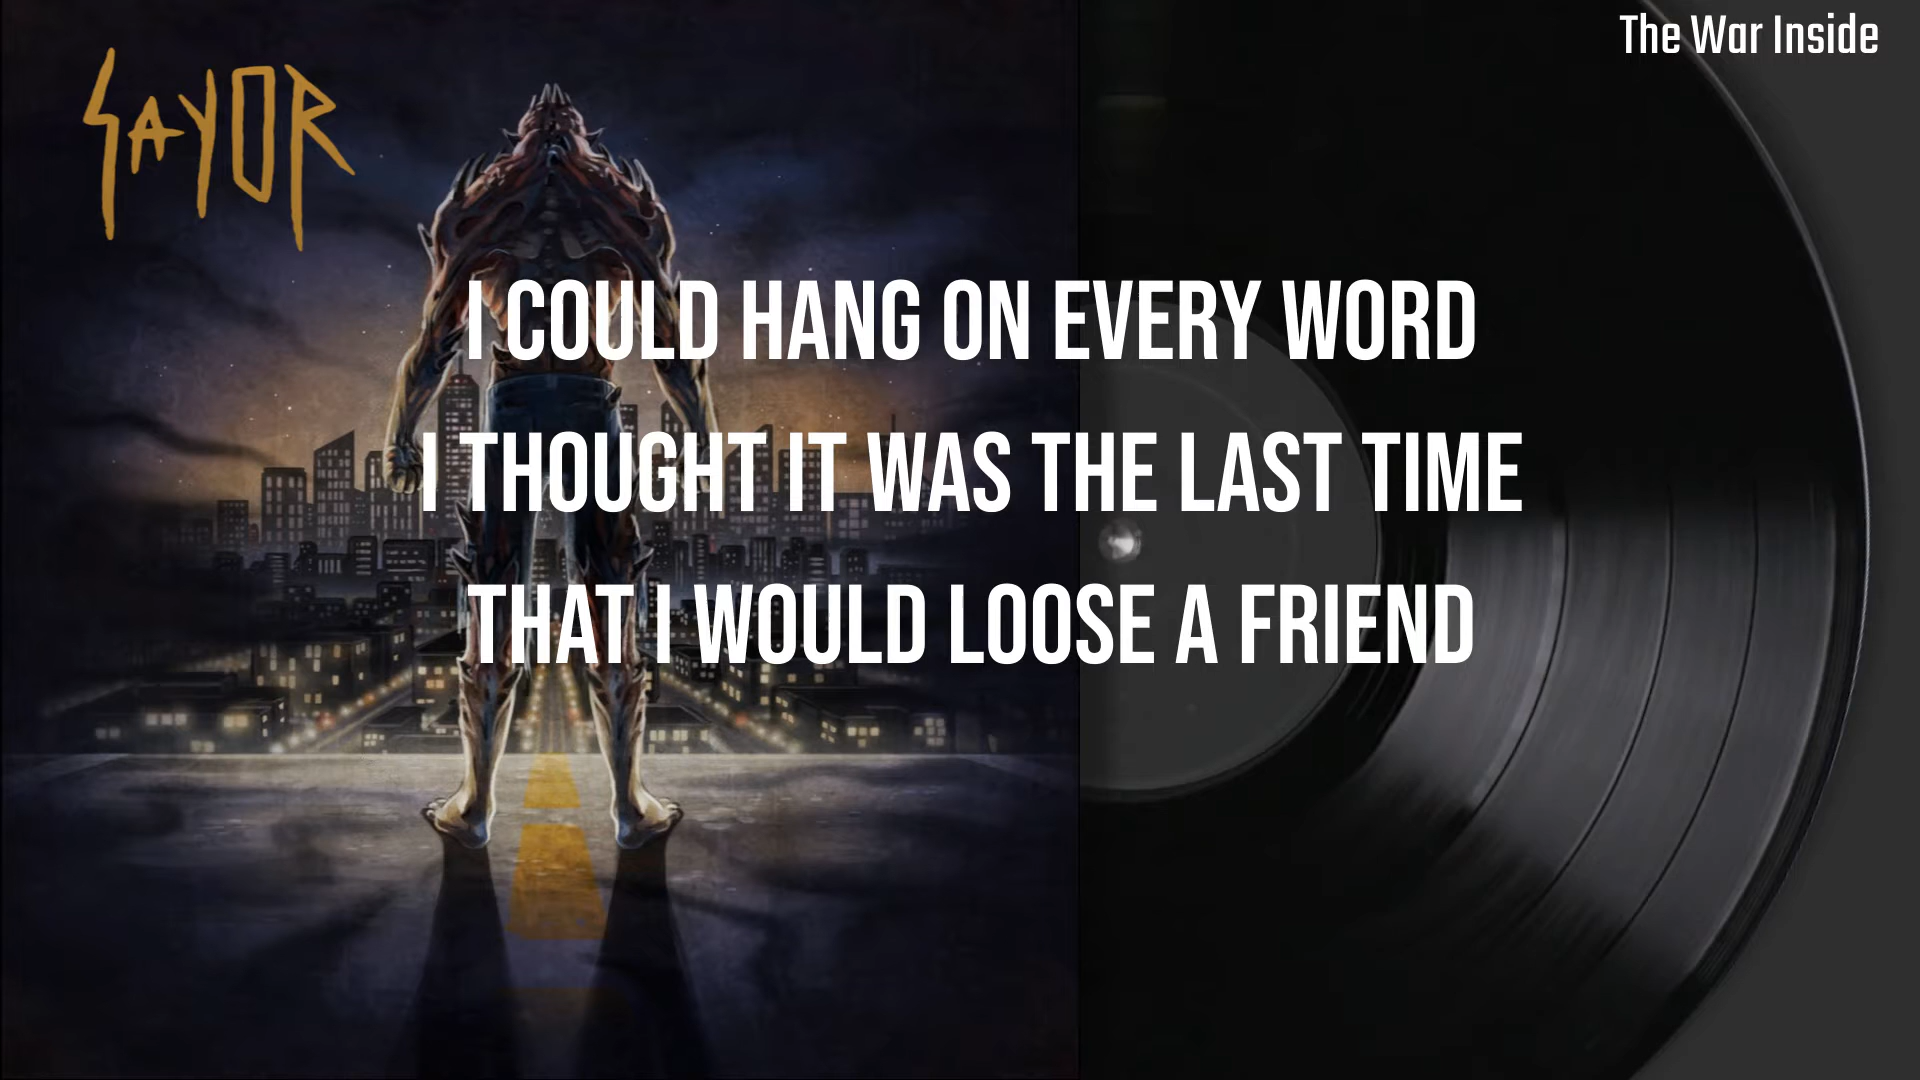 The War Inside
SAYOR
I COULD HANG ON EVERY WORD
I THOUGHT IT WAS THE LAST TIME
THAT I WOULD LOOSE A FRIEND